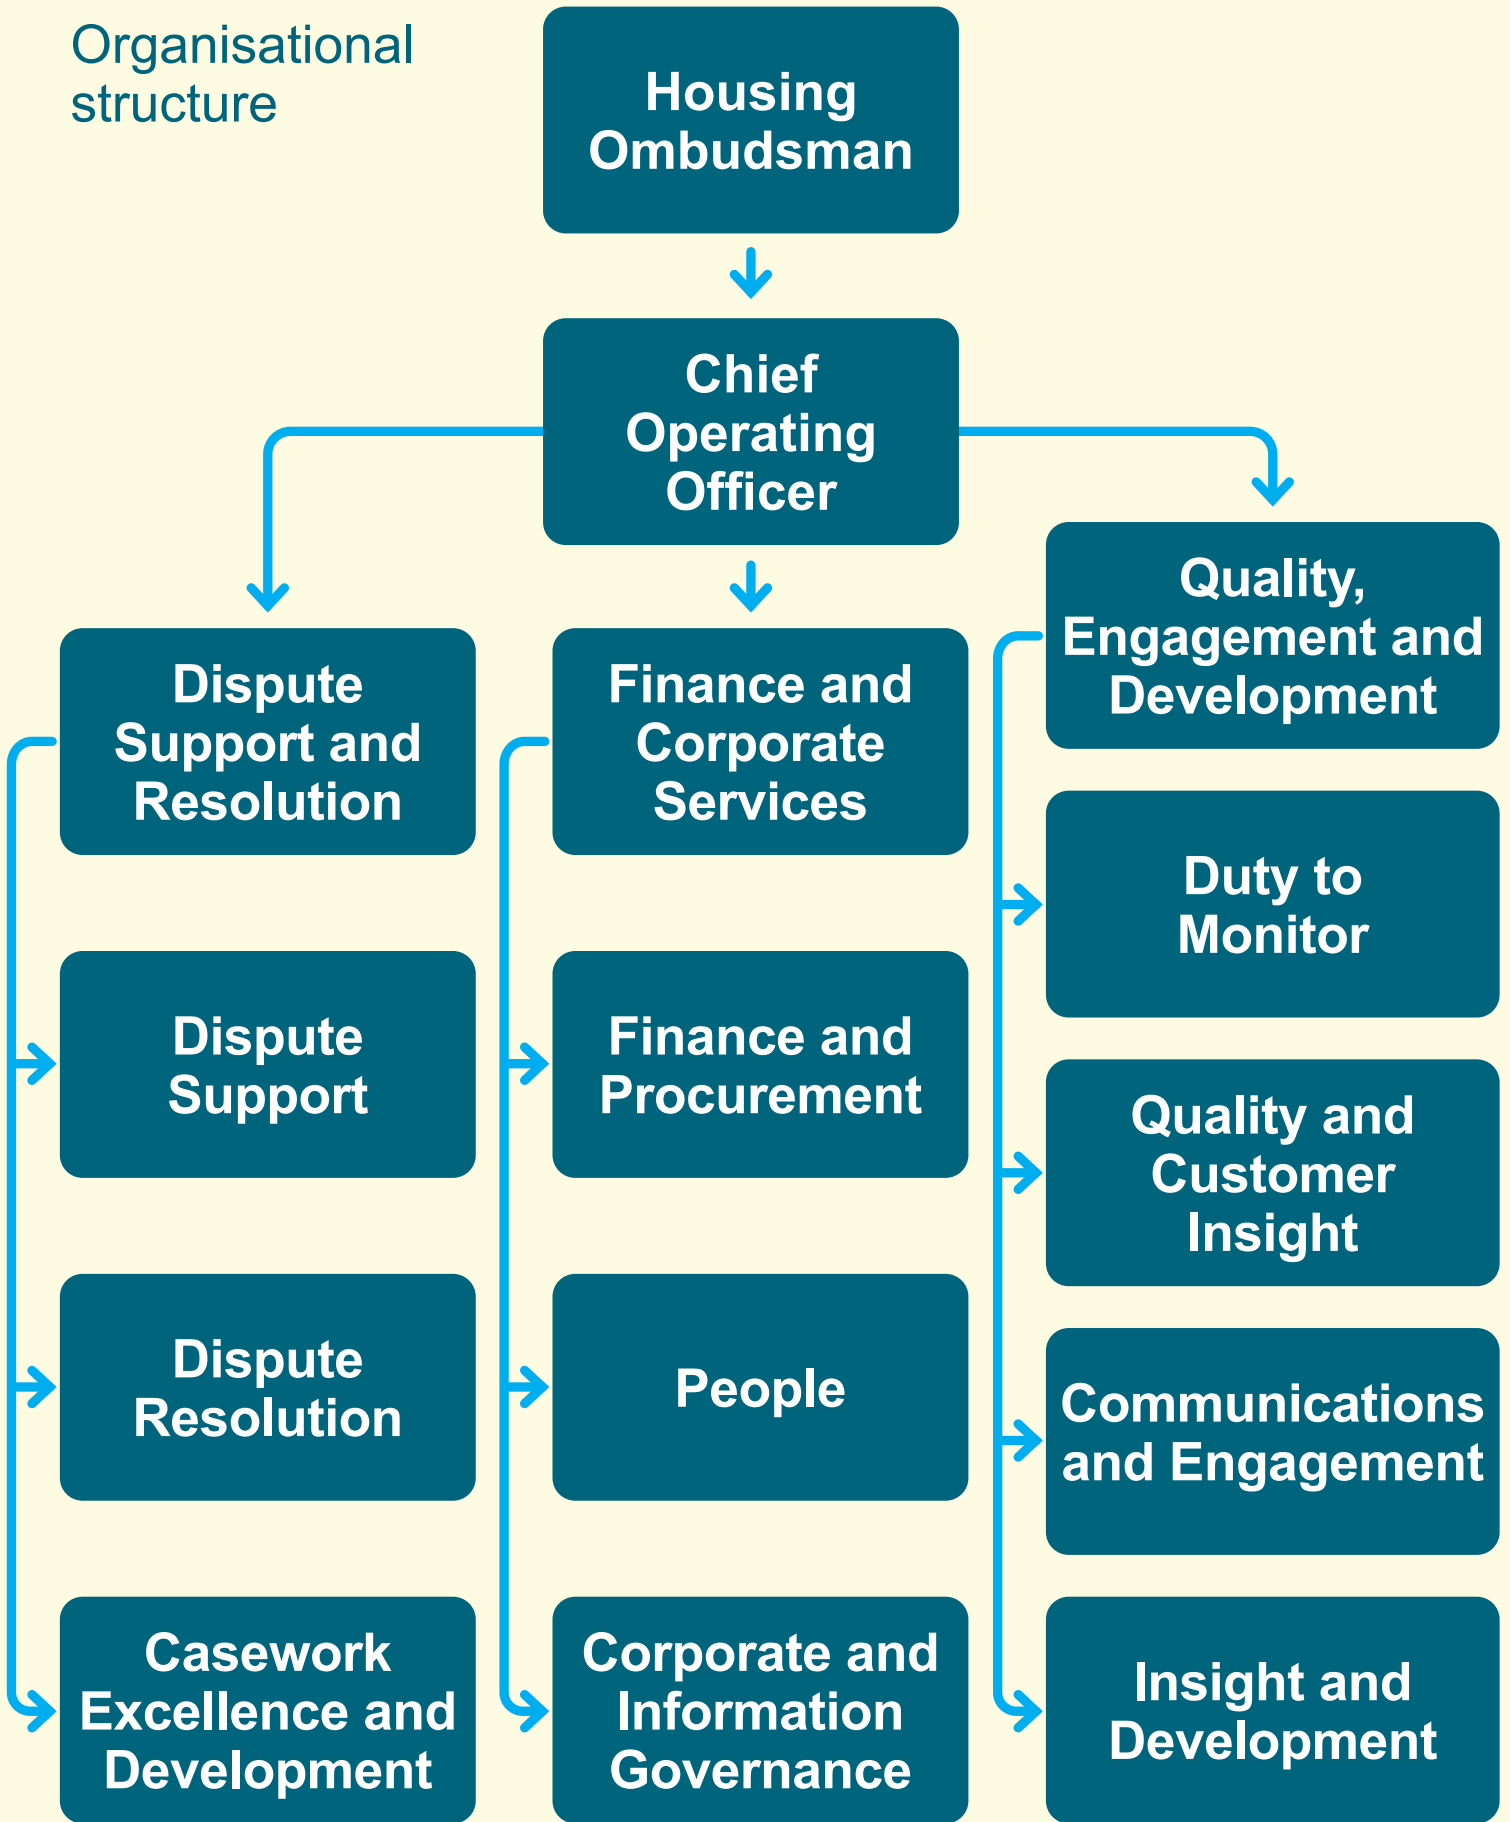 Organisational
structure
Housing
Ombudsman
Chief
Operating
Officer
Dispute
Support and
Resolution
Dispute
Support
Dispute
Resolution
Casework
Excellence and
Development
Finance and
Corporate
Services
Finance and
Procurement
People
Corporate and
Information
Governance
Quality,
Engagement and
Development
Duty to
Monitor
Quality and
Customer
Insight
Communications
and Engagement
Insight and
Development